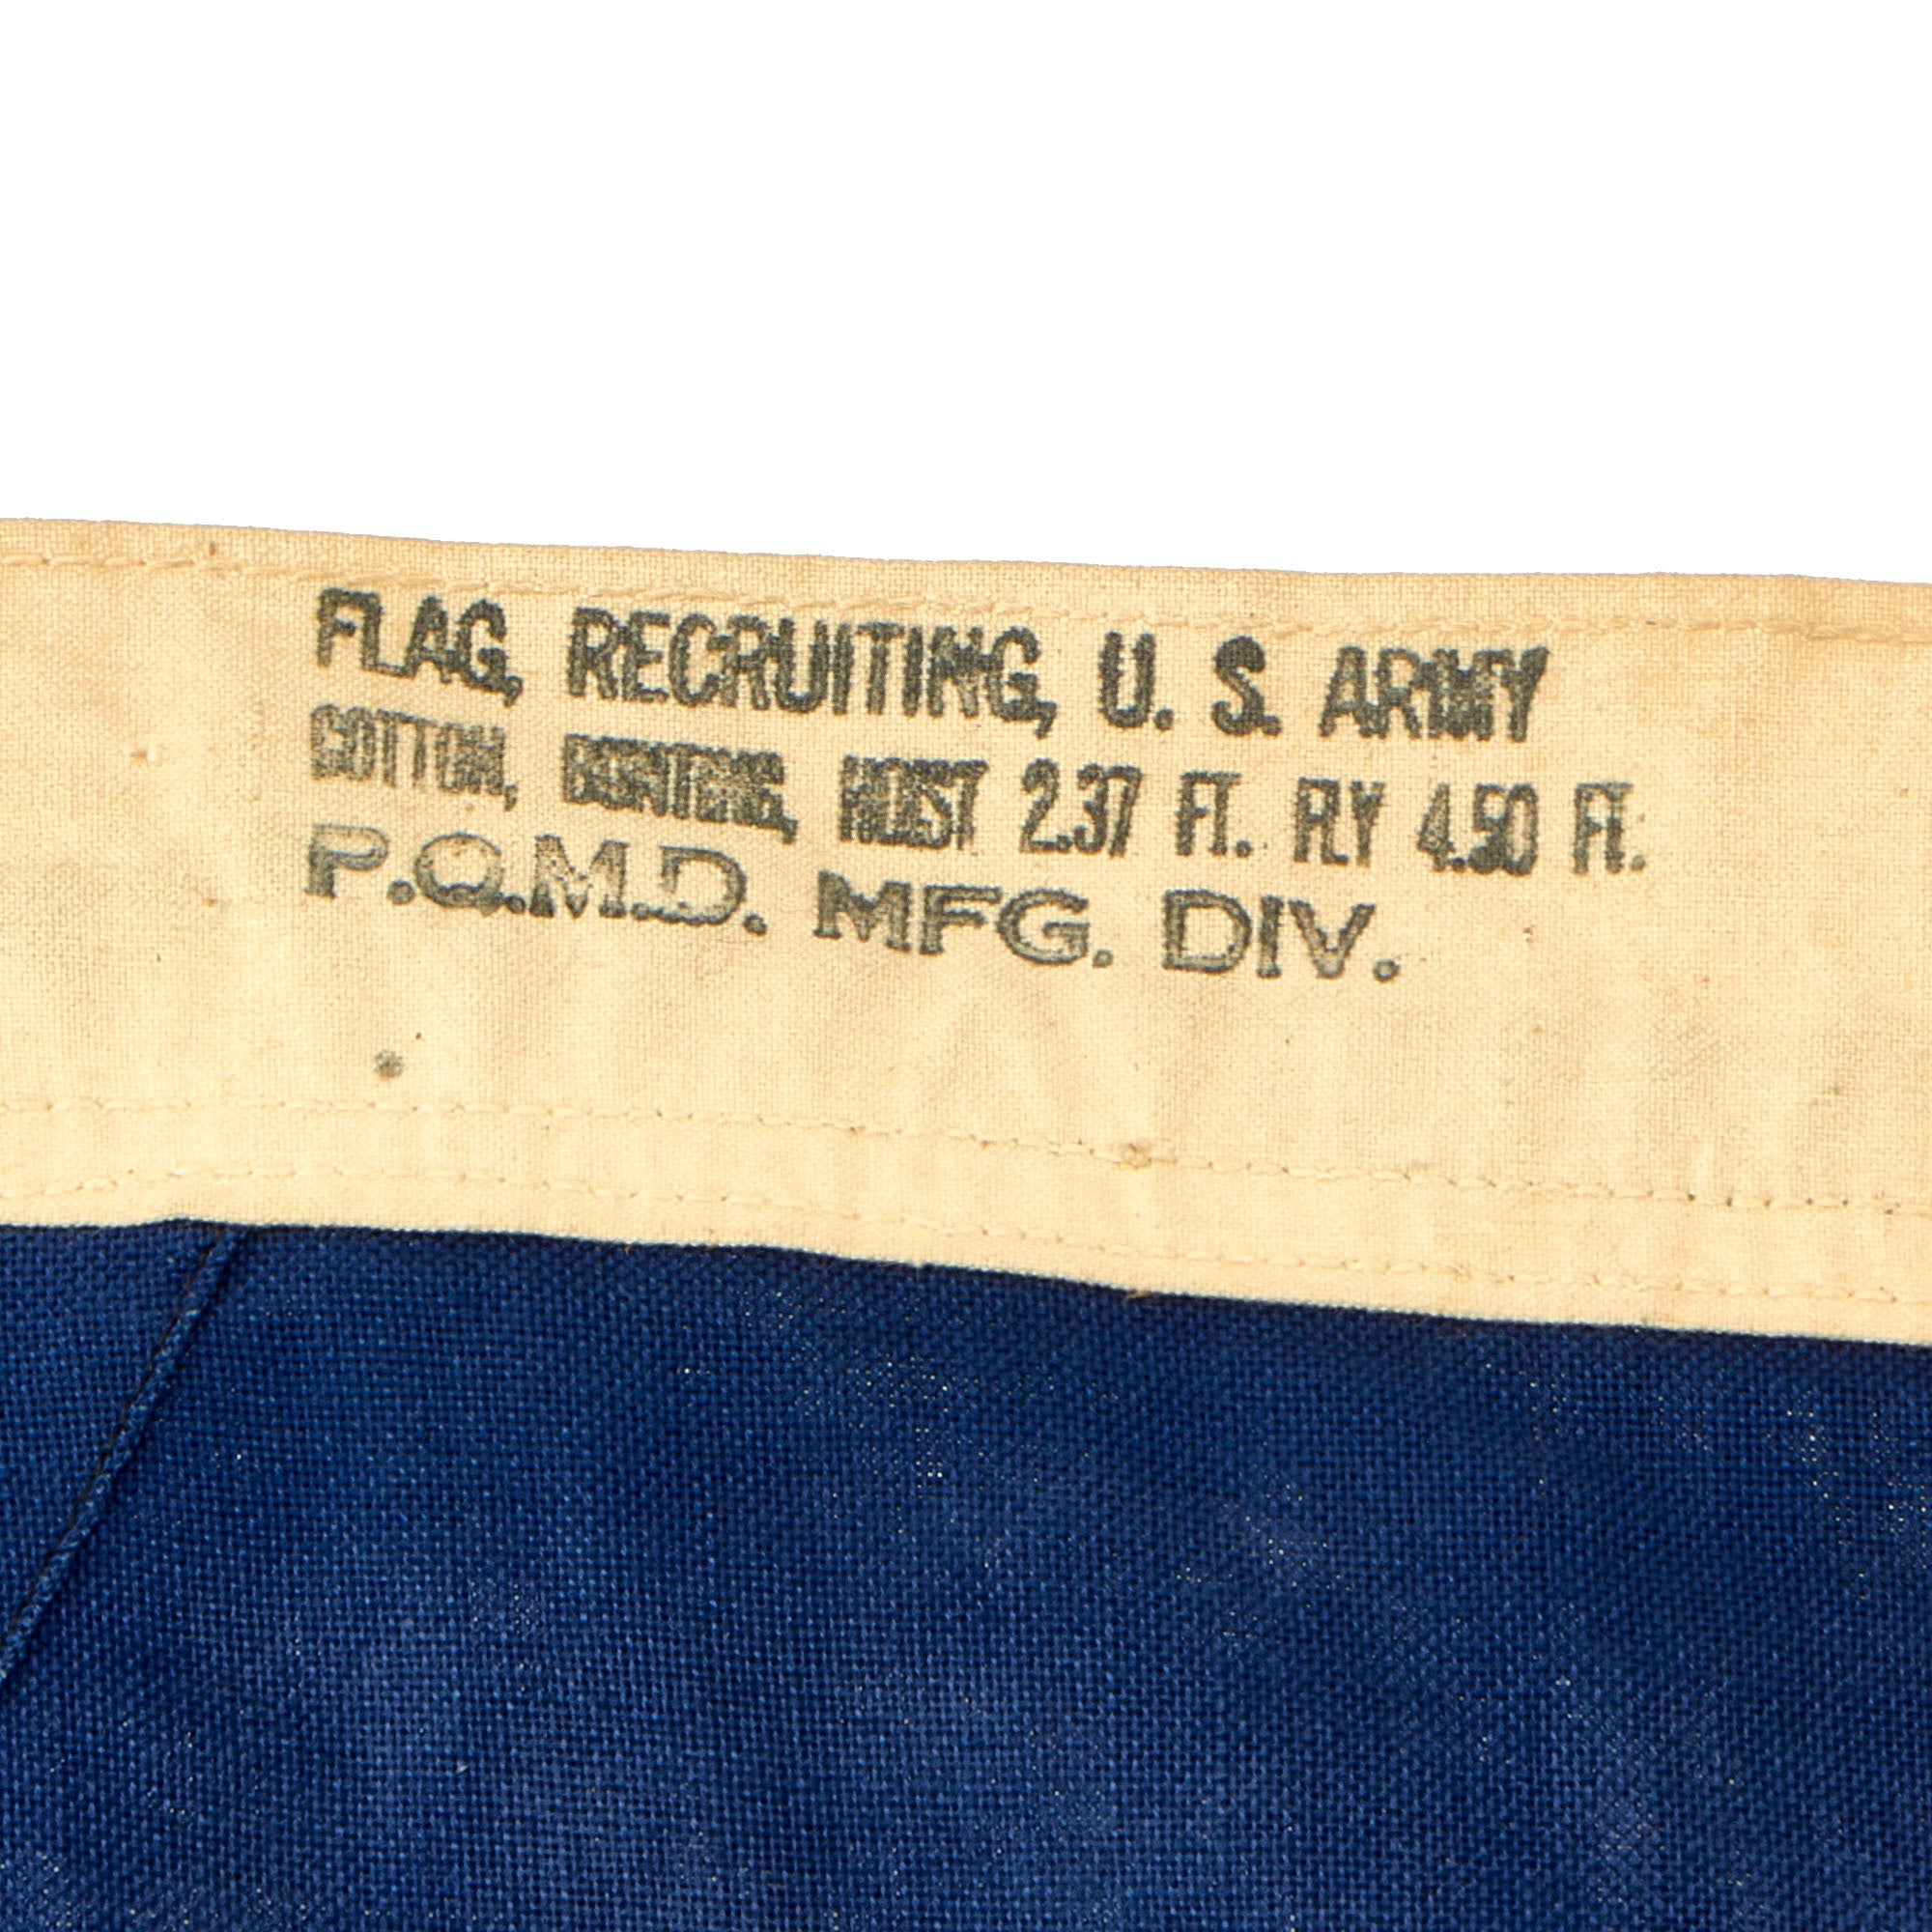 FLAG, RECRUITING, U. S. ARMY
COTTON, BUNTING, HOIST 2.37 FT. FLY 4.50 FT.
P.Q.M.D. MFG. DIV.